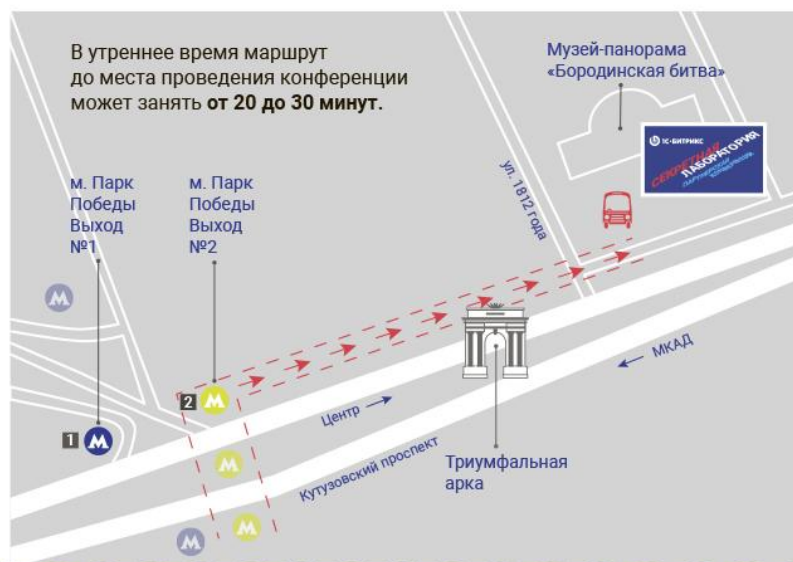 В утреннее время маршрут
до места проведения конференции
может занять от 20 до 30 минут.
Музей-панорама
«Бородинская битва»
1С·БИТРИКС
СЕКРЕТНАЯ
ЛАБОРАТОРИЯ
ПАРТНЕРСКАЯ
КОНФЕРЕНЦИЯ
ул. 1812 года
м. Парк
Победы
Выход
№1
м. Парк
Победы
Выход
№2
М
2 М
1 М
М
М
М
Центр
МКАД
Кутузовский проспект
Триумфальная
арка